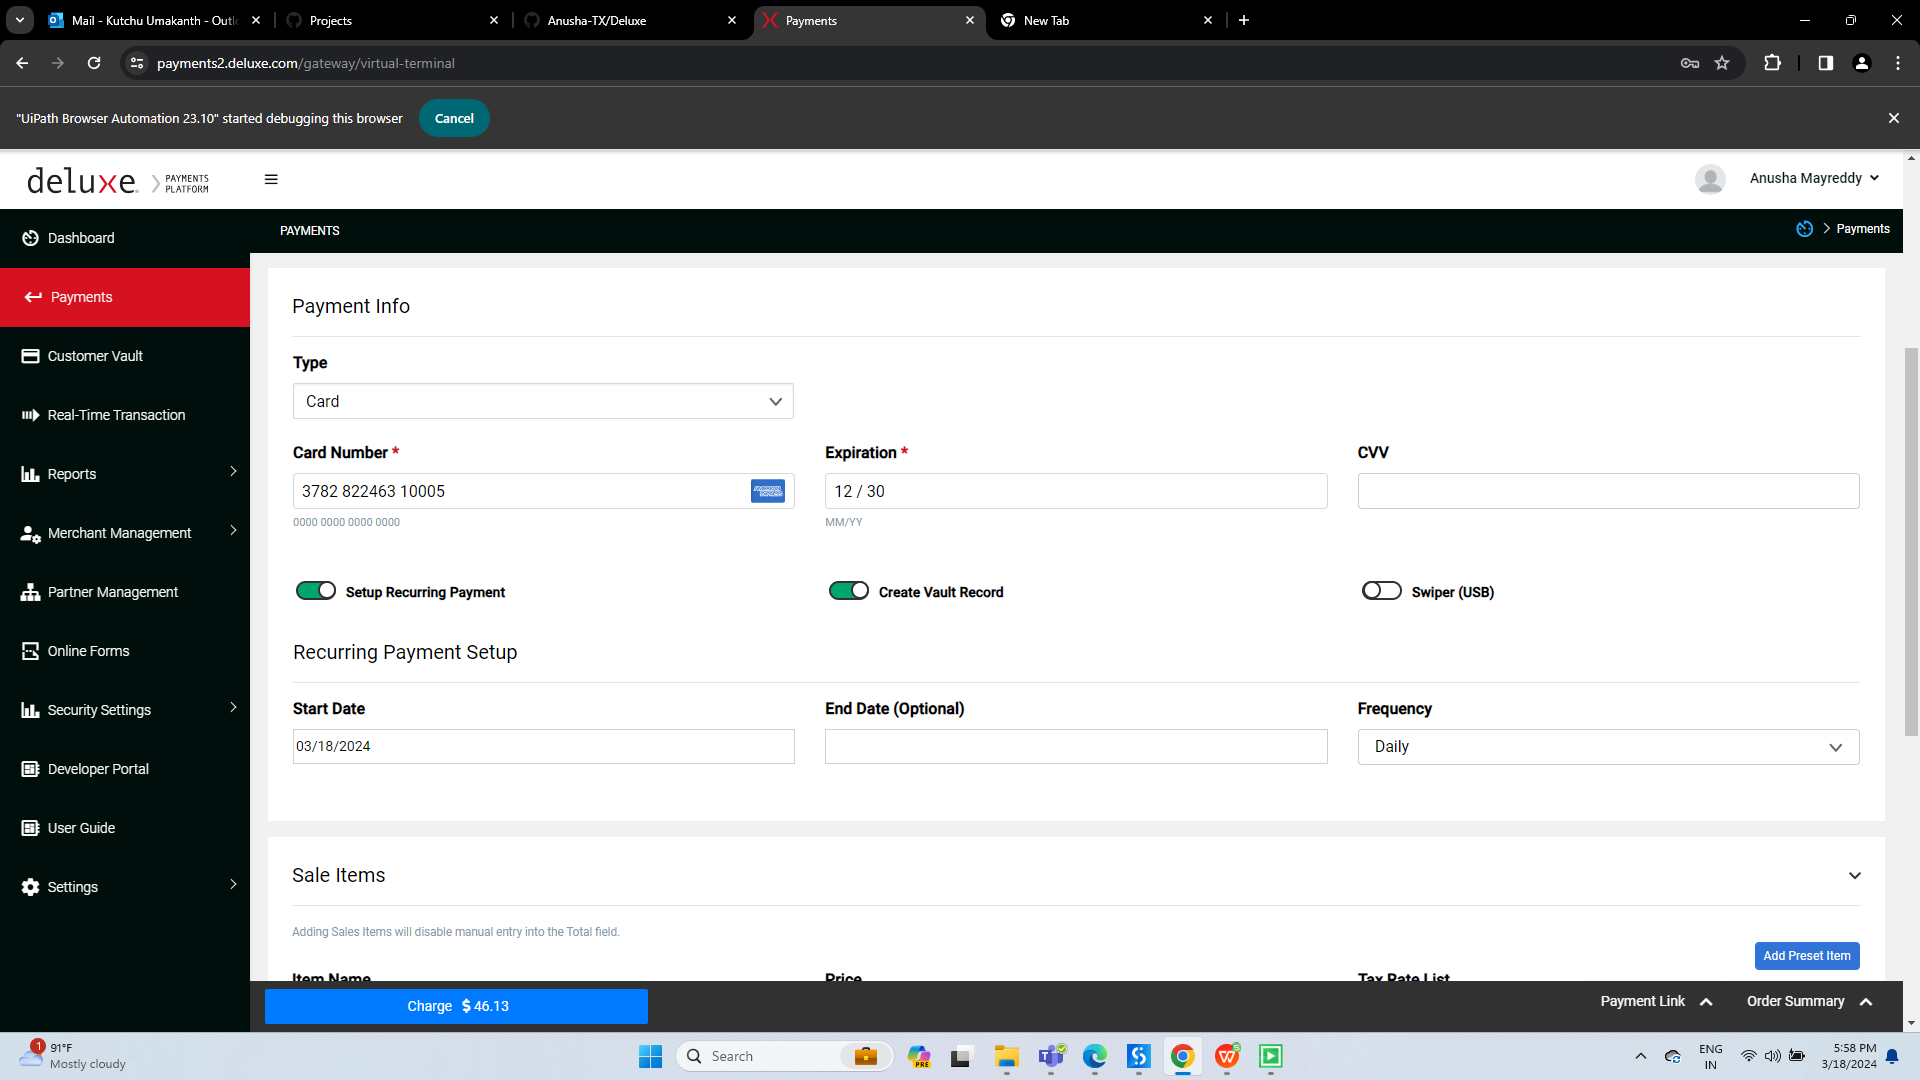 Mail - Kutchu Umakanth - Outlo
Projects
Anusha-TX/Deluxe
Payments
New Tab
payments2.deluxe.com/gateway/virtual-terminal
"UiPath Browser Automation 23.10" started debugging this browser
Cancel
deluxe. PAYMENTS
PLATFORM
Anusha Mayreddy
PAYMENTS
Payments
Dashboard
Payments
Customer Vault
Real-Time Transaction
Reports
Merchant Management
Partner Management
Online Forms
Security Settings
Developer Portal
User Guide
Settings
Payment Info
Type
Card
Card Number *
Expiration *
CVV
3782 822463 10005
AMERICAN
EXPRESS
12 / 30
0000 0000 0000 0000
MM/YY
Setup Recurring Payment
Create Vault Record
Swiper (USB)
Recurring Payment Setup
Start Date
End Date (Optional)
Frequency
03/18/2024
Daily
Sale Items
Adding Sales Items will disable manual entry into the Total field.
Add Preset Item
Item Name
Price
Tax Rate List
Charge $ 46.13
Payment Link
Order Summary
1
91°F
Mostly cloudy
Search
PRE
ENG
IN
5:58 PM
3/18/2024